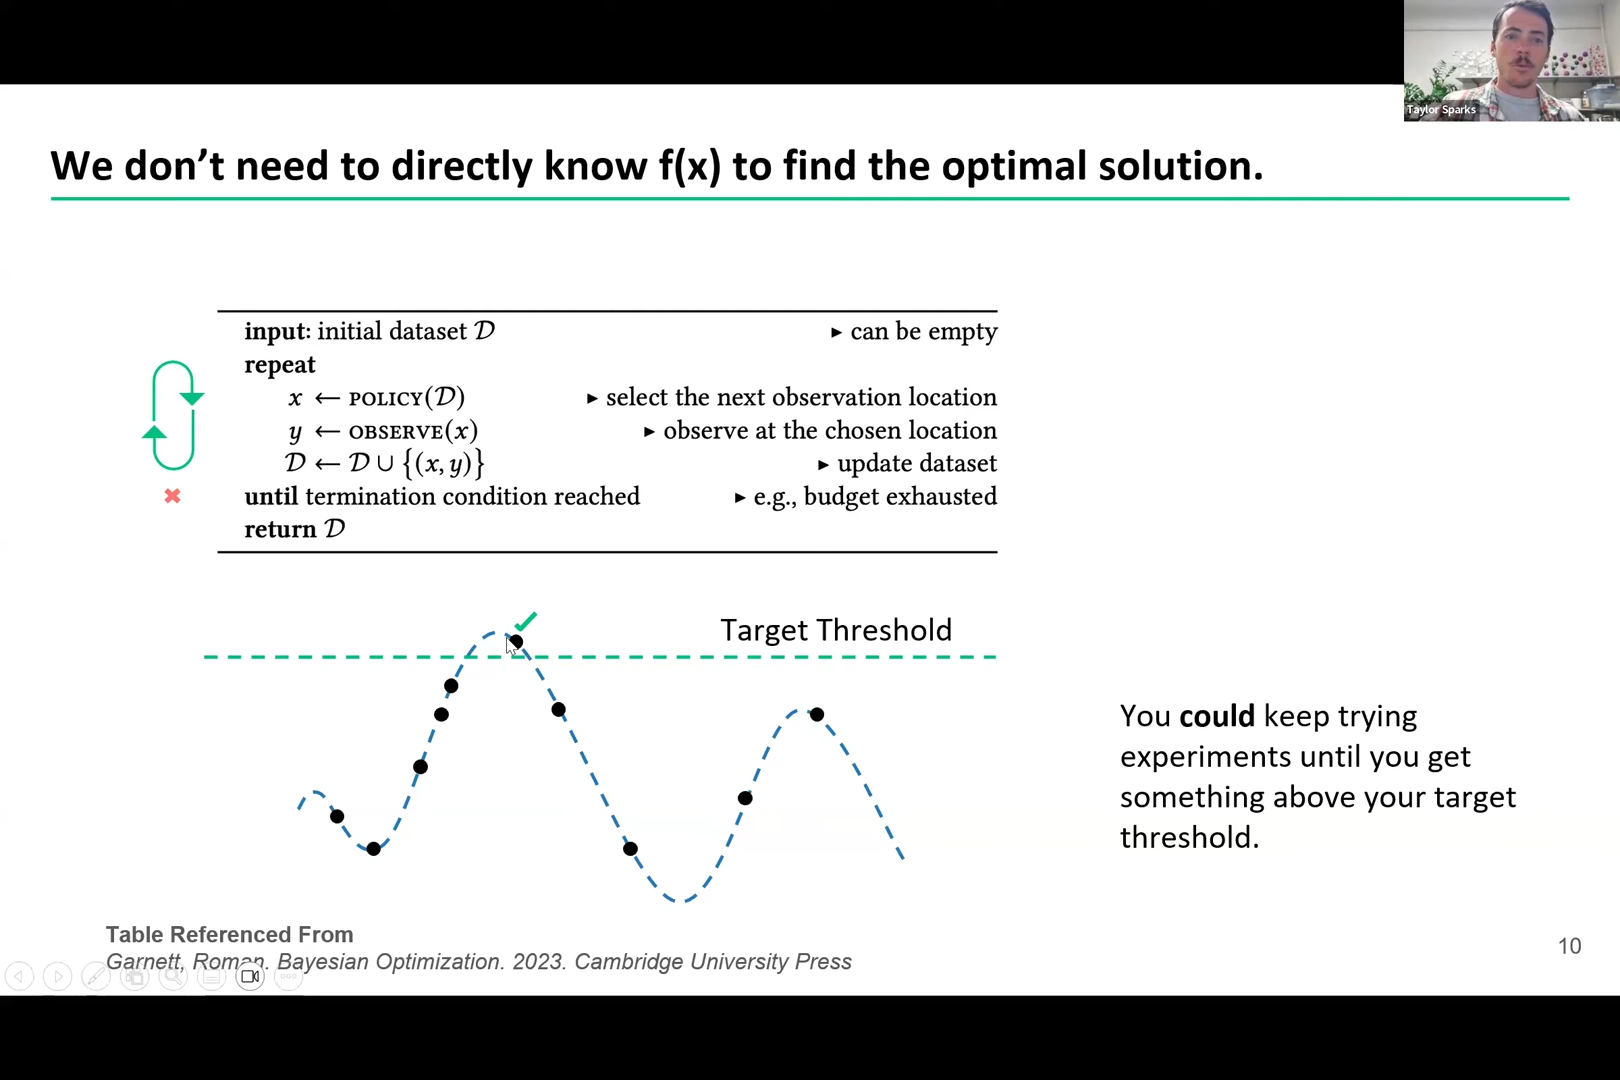 Taylor Sparks
We don’t need to directly know f(x) to find the optimal solution.
input: initial dataset 𝒟 ▸ can be empty
repeat
x ← POLICY(𝒟) ▸ select the next observation location
y ← OBSERVE(x) ▸ observe at the chosen location
𝒟 ← 𝒟 ∪ {(x, y)} ▸ update dataset
until termination condition reached ▸ e.g., budget exhausted
return 𝒟
Target Threshold
You could keep trying
experiments until you get
something above your target
threshold.
Table Referenced From
Garnett, Roman. Bayesian Optimization. 2023. Cambridge University Press
10